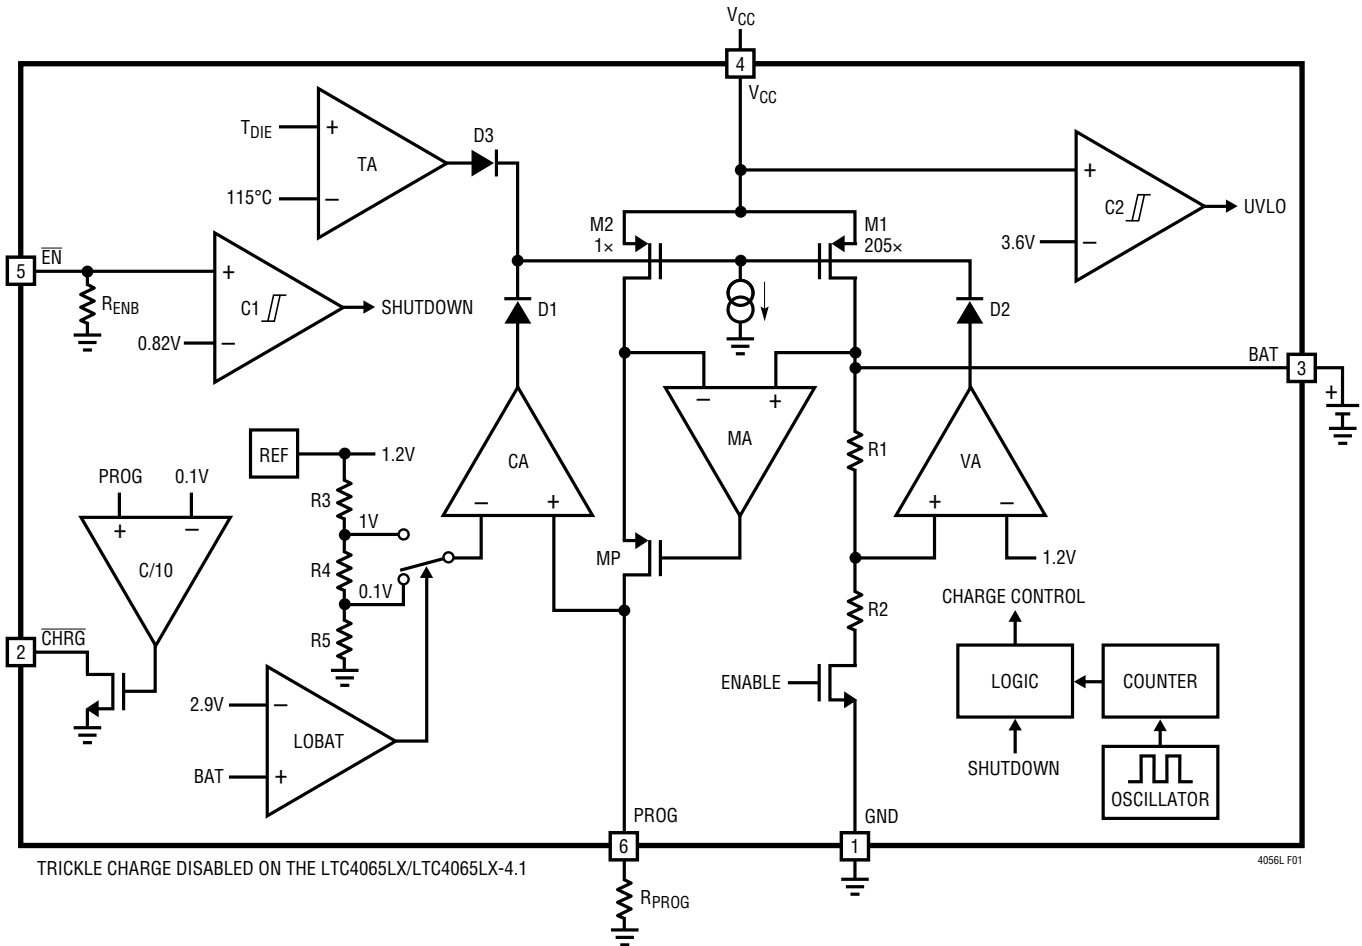 VCC
4
VCC
D3
TDIE
+
TA
115°C
−
M2
1×
M1
205×
+
C2
3.6V
−
UVLO
5
EN
RENB
+
C1
0.82V
−
SHUTDOWN
D1
D2
BAT
3
+
−
+
MA
REF
1.2V
R3
1V
R4
0.1V
R5
CA
−
+
R1
VA
+
−
1.2V
PROG
0.1V
+
−
C/10
MP
R2
2
CHRG
2.9V
−
LOBAT
BAT
+
ENABLE
CHARGE CONTROL
LOGIC
COUNTER
SHUTDOWN
OSCILLATOR
PROG
6
GND
1
RPROG
4056L F01
TRICKLE CHARGE DISABLED ON THE LTC4065LX/LTC4065LX-4.1